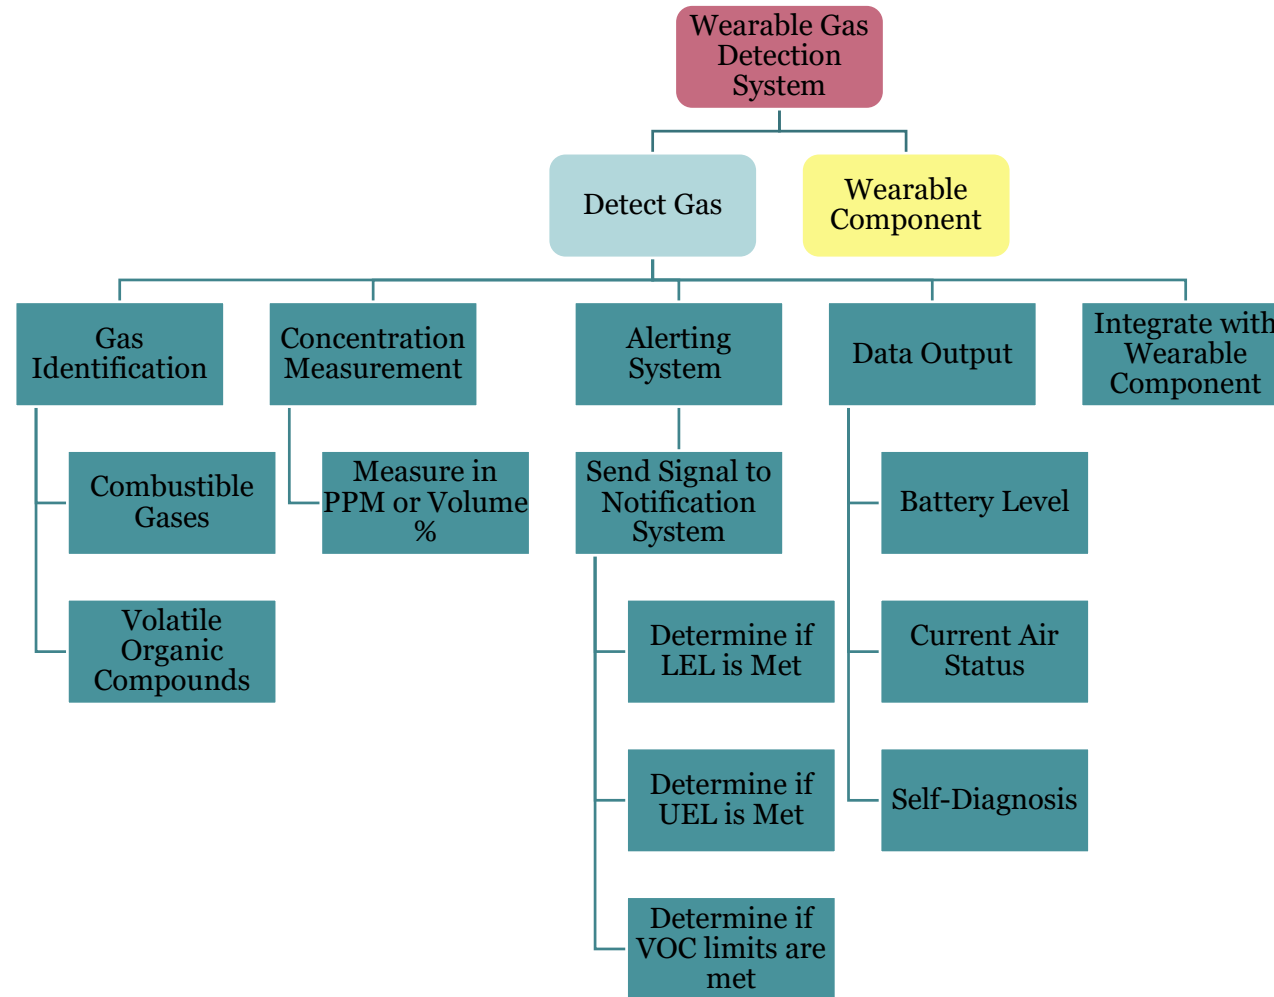 Wearable Gas
Detection
System
Detect Gas
Wearable
Component
Gas
Identification
Concentration
Measurement
Alerting
System
Data Output
Integrate with
Wearable
Component
Combustible
Gases
Volatile
Organic
Compounds
Measure in
PPM or Volume
%
Send Signal to
Notification
System
Determine if
LEL is Met
Determine if
UEL is Met
Determine if
VOC limits are
met
Battery Level
Current Air
Status
Self-Diagnosis